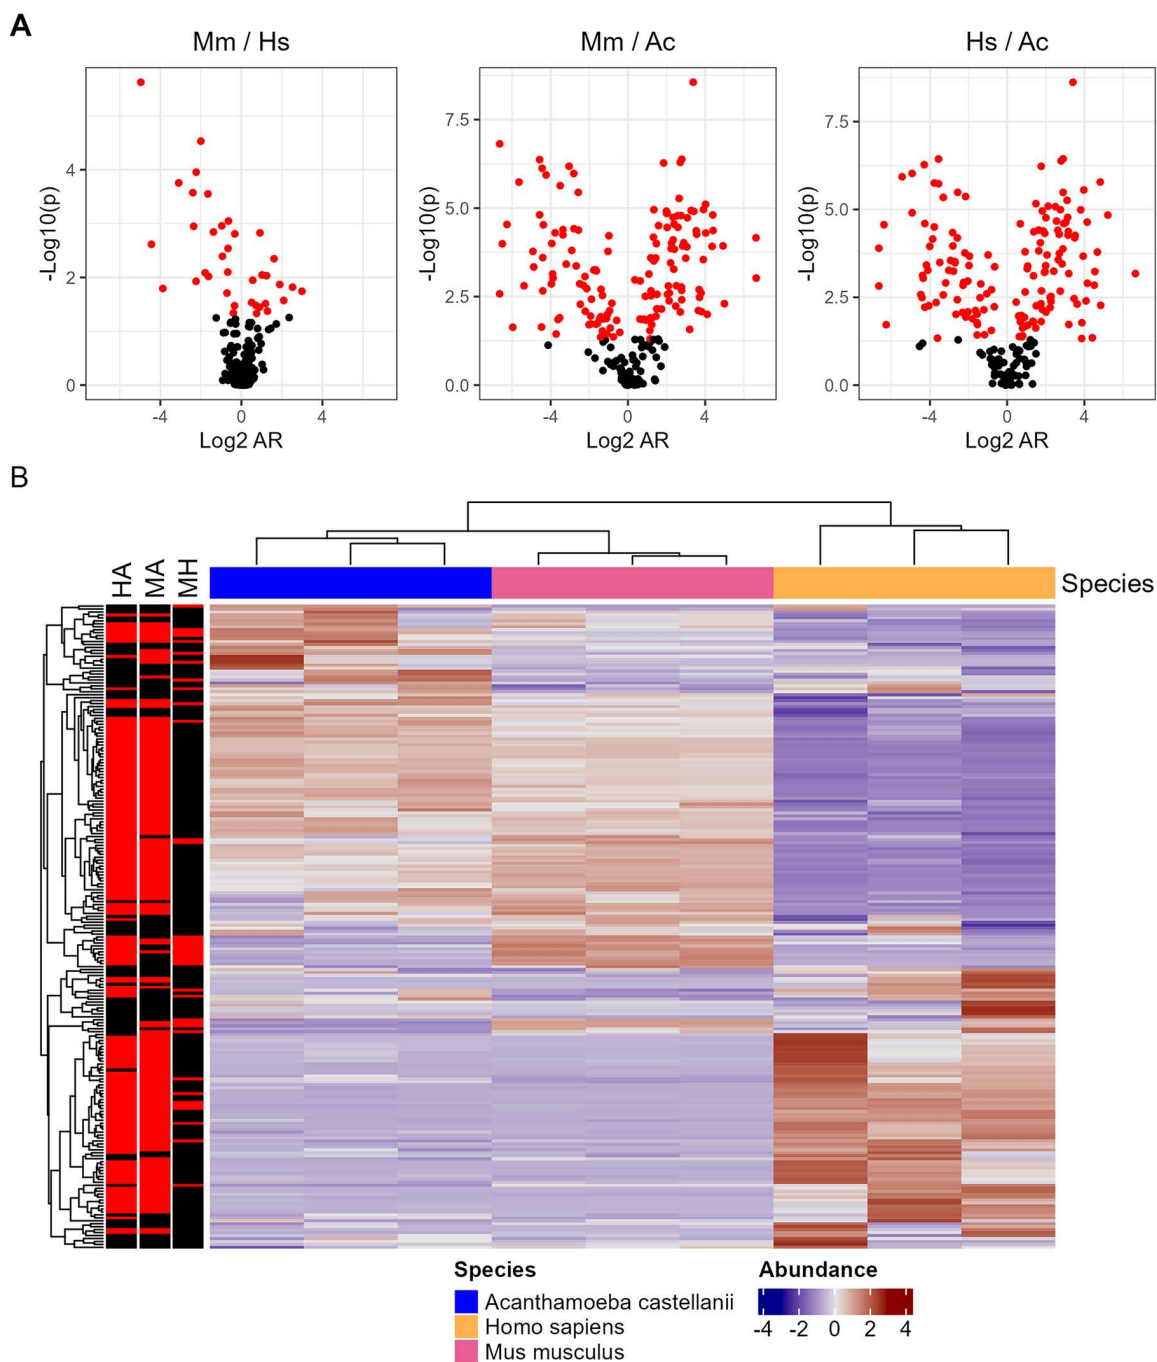 A
Mm / Hs
Mm / Ac
Hs / Ac
-Log10(p)
4
2
0
-4
0
4
Log2 AR
-Log10(p)
7.5
5.0
2.5
0.0
-4
0
4
Log2 AR
-Log10(p)
7.5
5.0
2.5
0.0
-4
0
4
Log2 AR
B
HA
MA
MH
Species
Species
Acanthamoeba castellanii
Homo sapiens
Mus musculus
Abundance
-4 -2 0 2 4